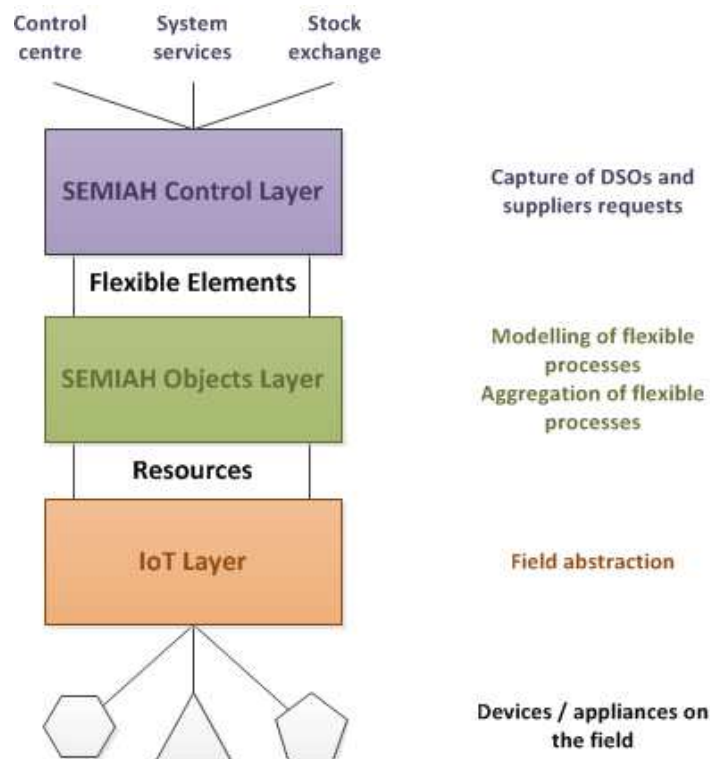 Control
centre
System
services
Stock
exchange
SEMIAH Control Layer
Capture of DSOs and
suppliers requests
Flexible Elements
SEMIAH Objects Layer
Modelling of flexible
processes
Aggregation of flexible
processes
Resources
IoT Layer
Field abstraction
Devices / appliances on
the field